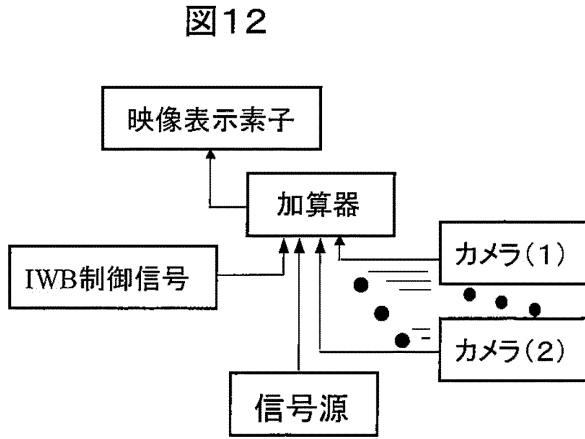 図12
映像表示素子
加算器
IWB制御信号
カメラ(1)
カメラ(2)
信号源